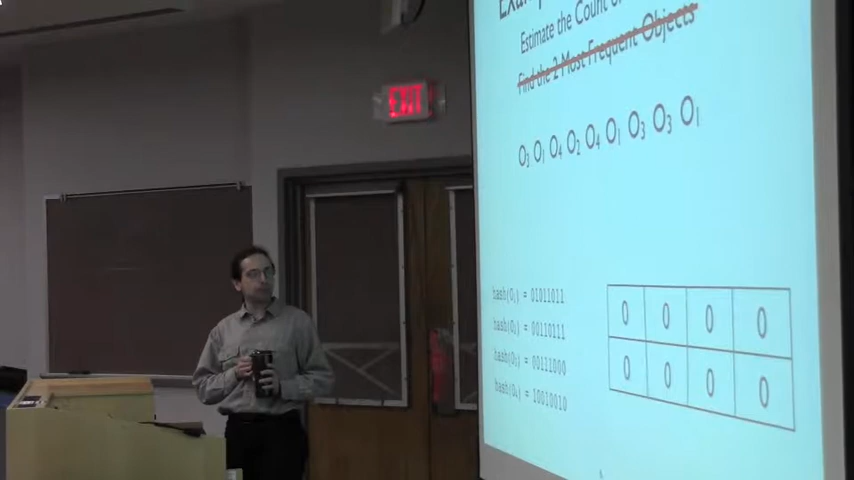 EXIT
Estimate the Count of
Find the 2 Most Frequent Objects
O₃ O₁ O₄ O₂ O₄ O₁ O₃ O₃ O₁
hash(O₁) = 01011011
hash(O₂) = 00110111
hash(O₃) = 00111000
hash(O₄) = 10010010
0 0 0 0
0 0 0 0